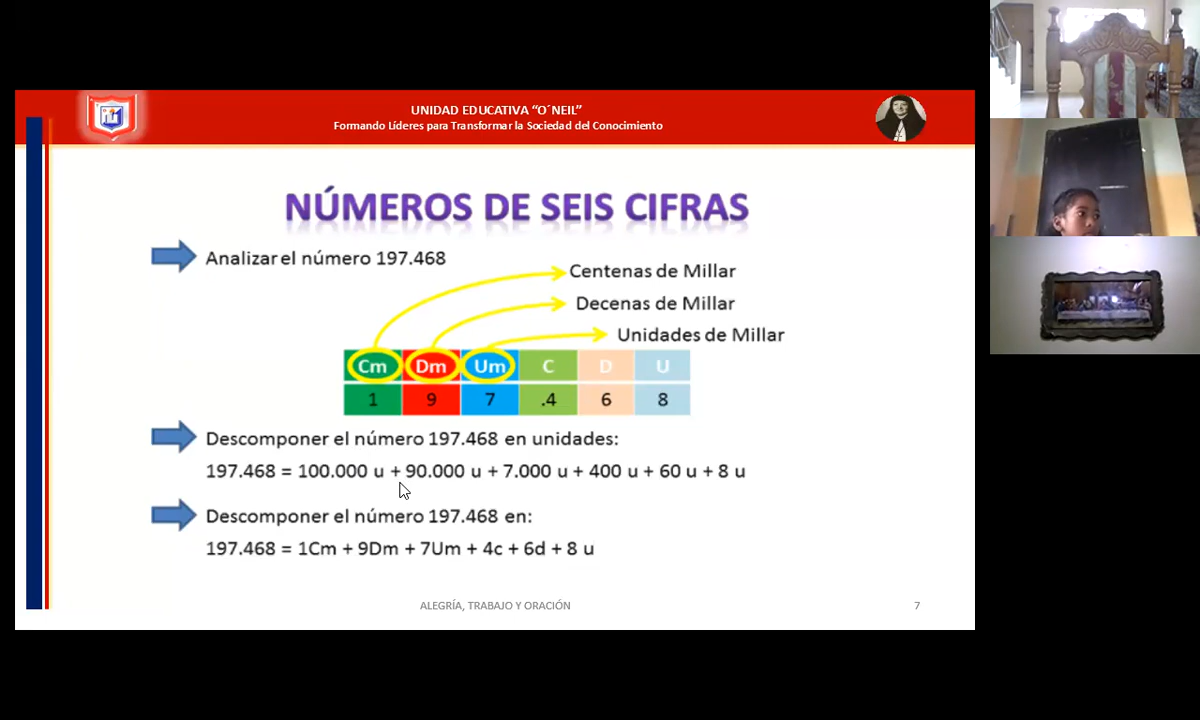 UNIDAD EDUCATIVA “O´NEIL”
Formando Líderes para Transformar la Sociedad del Conocimiento
NÚMEROS DE SEIS CIFRAS
Analizar el número 197.468
Centenas de Millar
Decenas de Millar
Unidades de Millar
Cm Dm Um C D U
1 9 7 .4 6 8
Descomponer el número 197.468 en unidades:
197.468 = 100.000 u + 90.000 u + 7.000 u + 400 u + 60 u + 8 u
Descomponer el número 197.468 en:
197.468 = 1Cm + 9Dm + 7Um + 4c + 6d + 8 u
ALEGRÍA, TRABAJO Y ORACIÓN
7